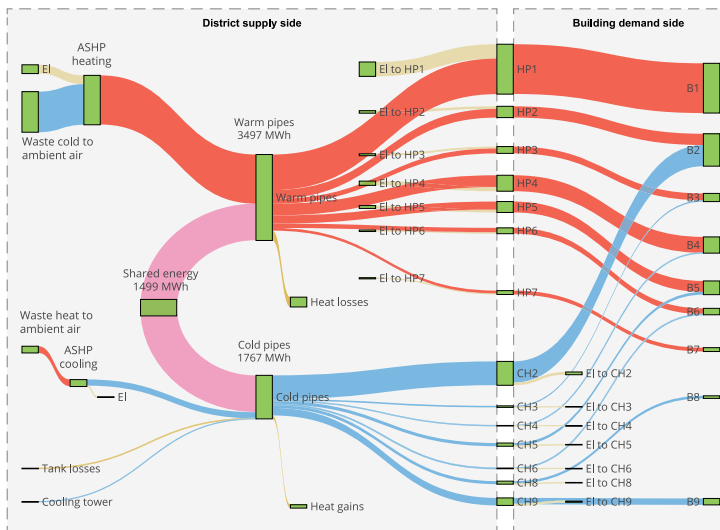 District supply side
Building demand side
ASHP
heating
El
Waste cold to
ambient air
Warm pipes
3497 MWh
Warm pipes
Shared energy
1499 MWh
Heat losses
Waste heat to
ambient air
ASHP
cooling
El
Cold pipes
1767 MWh
Cold pipes
Tank losses
Cooling tower
Heat gains
El to HP1
El to HP2
El to HP3
El to HP4
El to HP5
El to HP6
El to HP7
HP1
HP2
HP3
HP4
HP5
HP6
HP7
CH2
CH3
CH4
CH5
CH6
CH8
CH9
El to CH2
El to CH3
El to CH4
El to CH5
El to CH6
El to CH8
El to CH9
B1
B2
B3
B4
B5
B6
B7
B8
B9